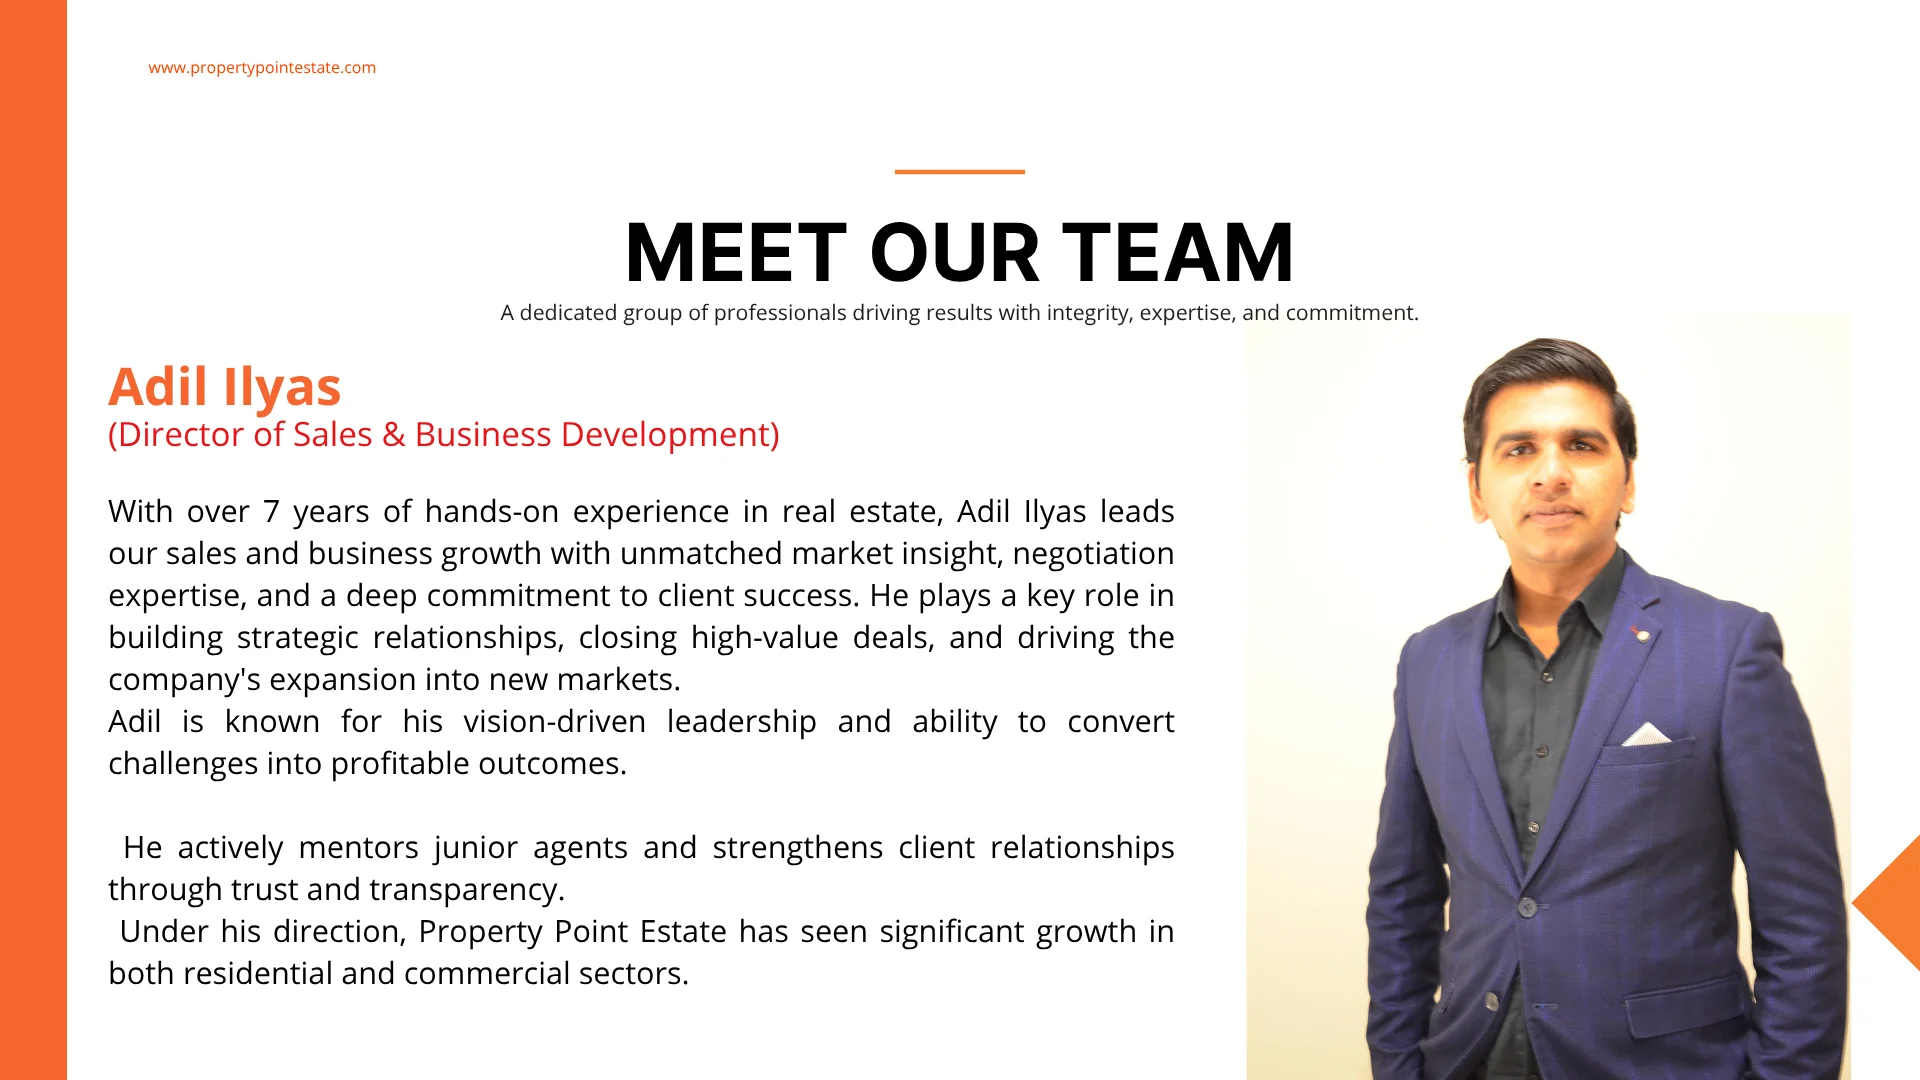 www.propertypointestate.com
MEET OUR TEAM
A dedicated group of professionals driving results with integrity, expertise, and commitment.
Adil Ilyas
(Director of Sales & Business Development)
With over 7 years of hands-on experience in real estate, Adil Ilyas leads
our sales and business growth with unmatched market insight, negotiation
expertise, and a deep commitment to client success. He plays a key role in
building strategic relationships, closing high-value deals, and driving the
company's expansion into new markets.
Adil is known for his vision-driven leadership and ability to convert
challenges into profitable outcomes.
He actively mentors junior agents and strengthens client relationships
through trust and transparency.
Under his direction, Property Point Estate has seen significant growth in
both residential and commercial sectors.